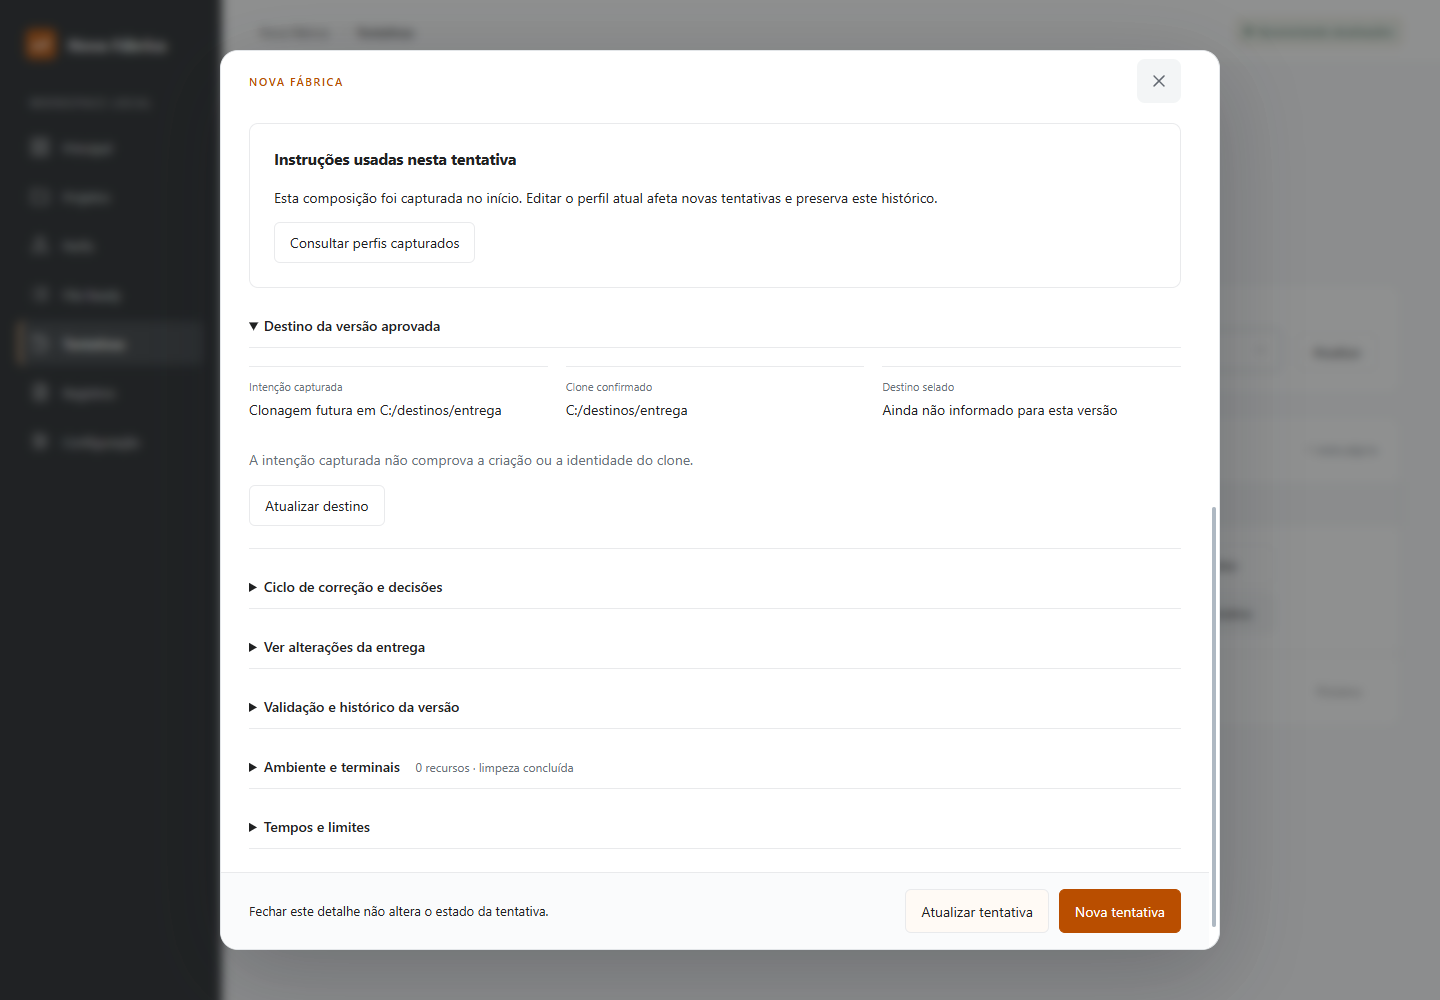 NOVA FÁBRICA
Instruções usadas nesta tentativa
Esta composição foi capturada no início. Editar o perfil atual afeta novas tentativas e preserva este histórico.
Consultar perfis capturados
Destino da versão aprovada
Intenção capturada
Clonagem futura em C:/destinos/entrega
Clone confirmado
C:/destinos/entrega
Destino selado
Ainda não informado para esta versão
A intenção capturada não comprova a criação ou a identidade do clone.
Atualizar destino
Ciclo de correção e decisões
Ver alterações da entrega
Validação e histórico da versão
Ambiente e terminais 0 recursos · limpeza concluída
Tempos e limites
Fechar este detalhe não altera o estado da tentativa.
Atualizar tentativa
Nova tentativa